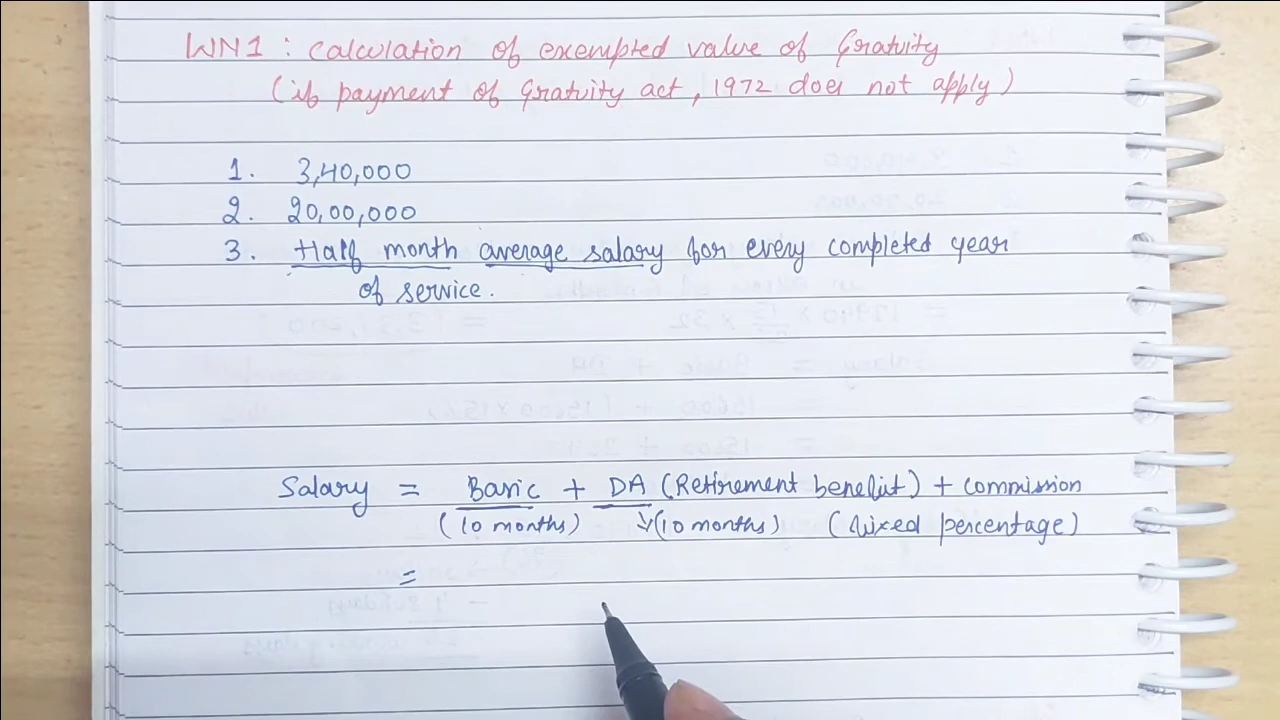 WN1 : Calculation of exempted value of Gratuity
(if payment of Gratuity act, 1972 does not apply)
1. 3,40,000
2. 20,00,000
3. Half month average salary for every completed year
of service.
Salary = Basic + DA (Retirement benefit) + commission
(10 months) ↓(10 months) (fixed percentage)
=